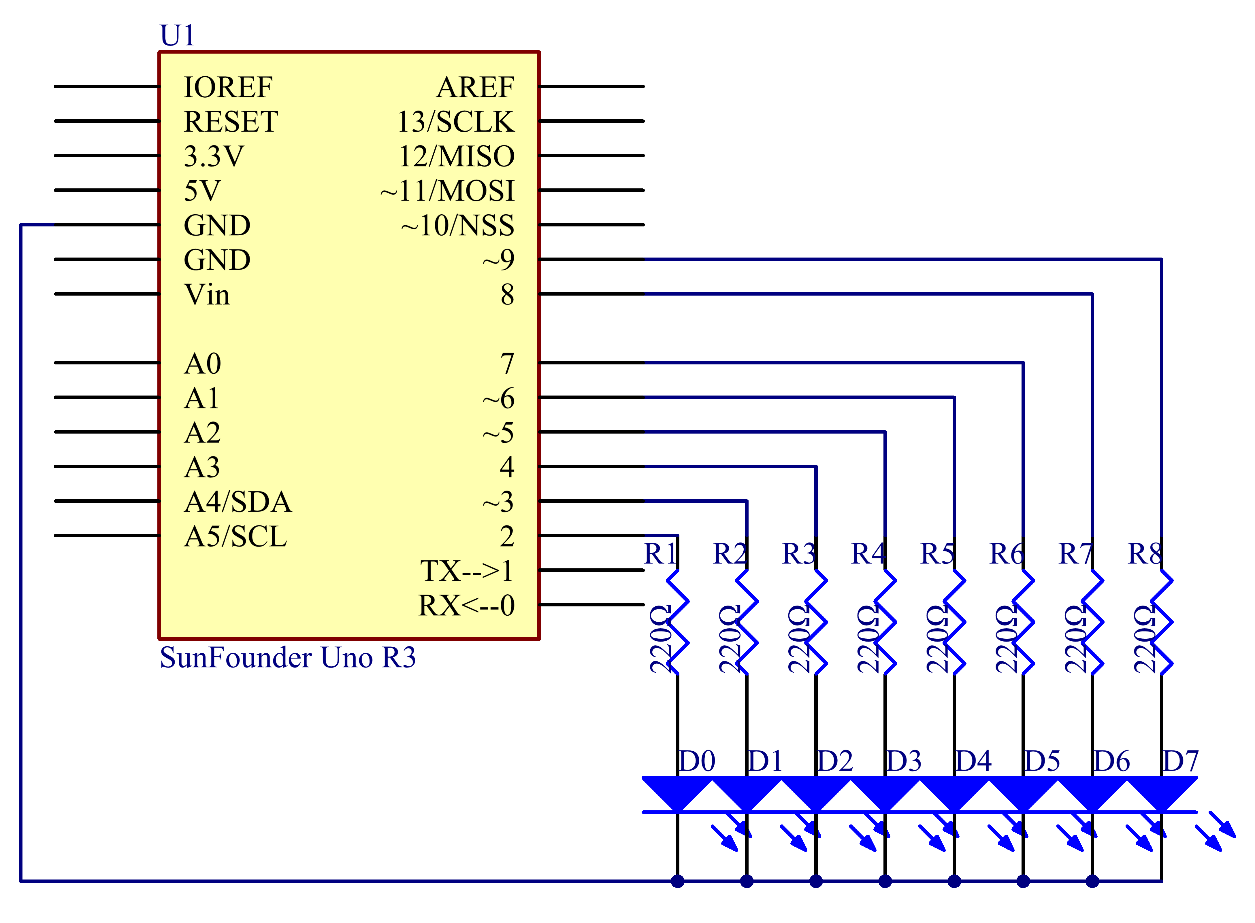 U1
IOREF
AREF
RESET
13/SCLK
3.3V
12/MISO
5V
~11/MOSI
GND
~10/NSS
GND
~9
Vin
8
A0
7
A1
~6
A2
~5
A3
4
A4/SDA
~3
A5/SCL
2
TX-->1
RX<--0
SunFounder Uno R3
R1 R2 R3 R4 R5 R6 R7 R8
220Ω 220Ω 220Ω 220Ω 220Ω 220Ω 220Ω 220Ω
D0 D1 D2 D3 D4 D5 D6 D7